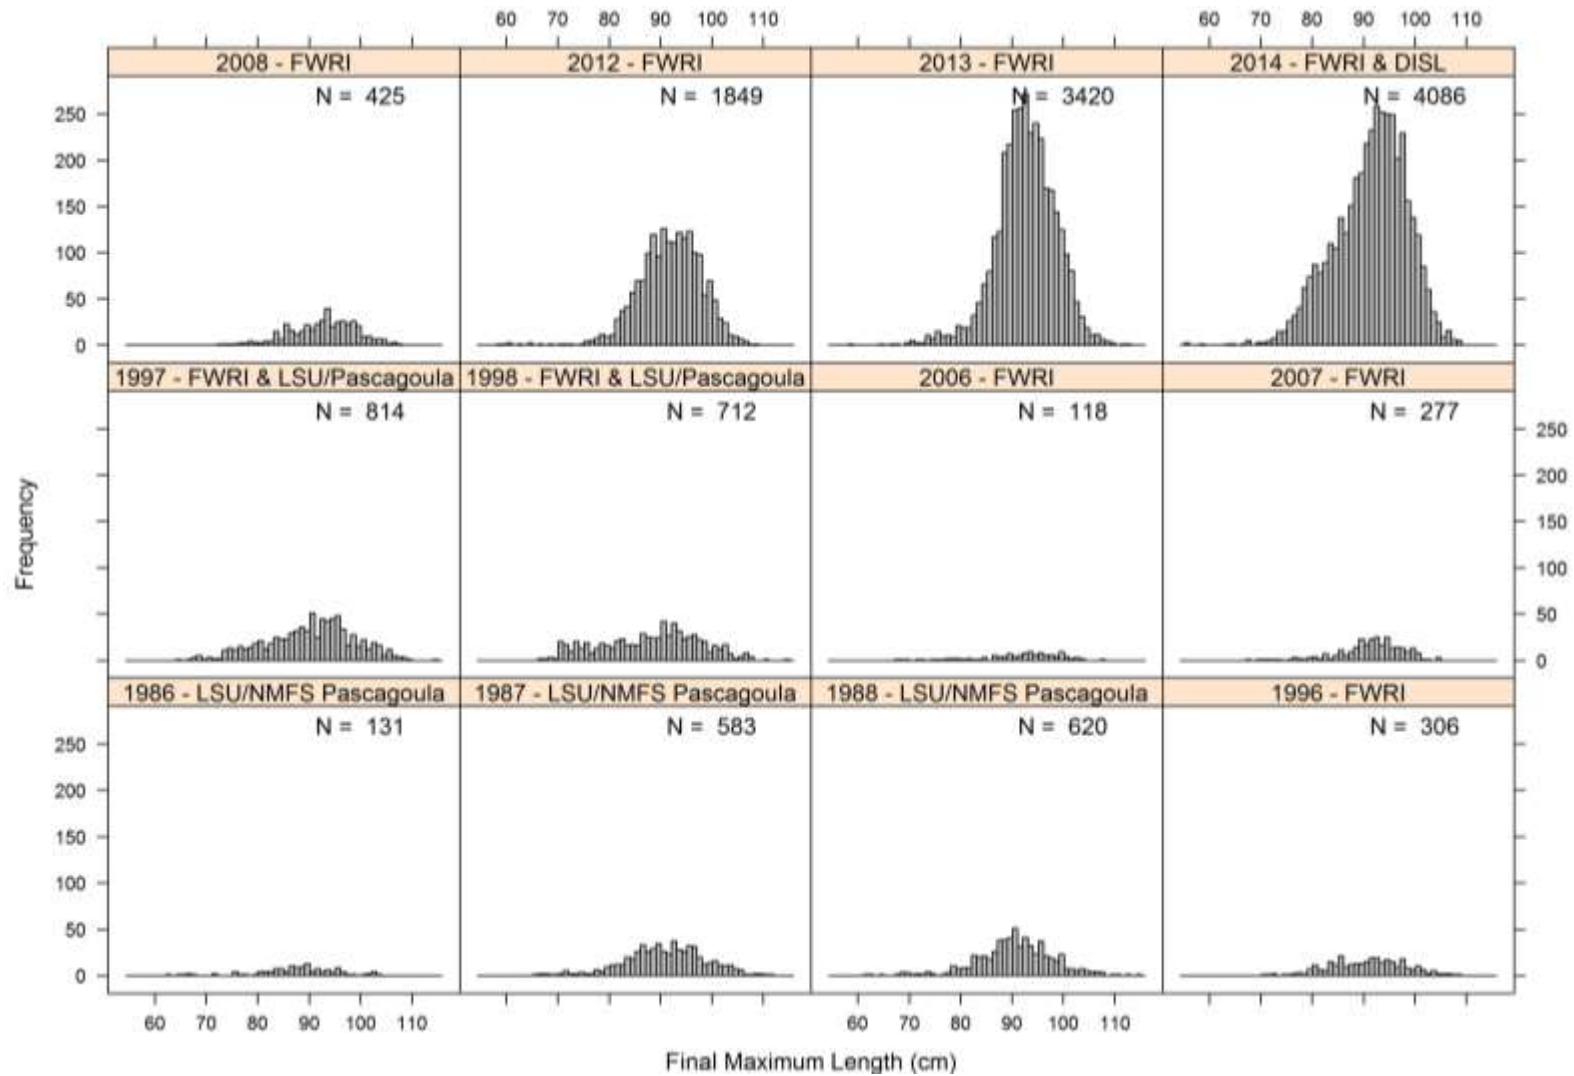 60 70 80 90 100 110 60 70 80 90 100 110
2008 - FWRI 2012 - FWRI 2013 - FWRI 2014 - FWRI & DISL
N = 425 N = 1849 N = 3420 N = 4086
250
200
150
100
50
0
1997 - FWRI & LSU/Pascagoula 1998 - FWRI & LSU/Pascagoula 2006 - FWRI 2007 - FWRI
N = 814 N = 712 N = 118 N = 277
250
200
150
100
50
0
Frequency
1986 - LSU/NMFS Pascagoula 1987 - LSU/NMFS Pascagoula 1988 - LSU/NMFS Pascagoula 1996 - FWRI
N = 131 N = 583 N = 620 N = 306
250
200
150
100
50
0
60 70 80 90 100 110 60 70 80 90 100 110
Final Maximum Length (cm)